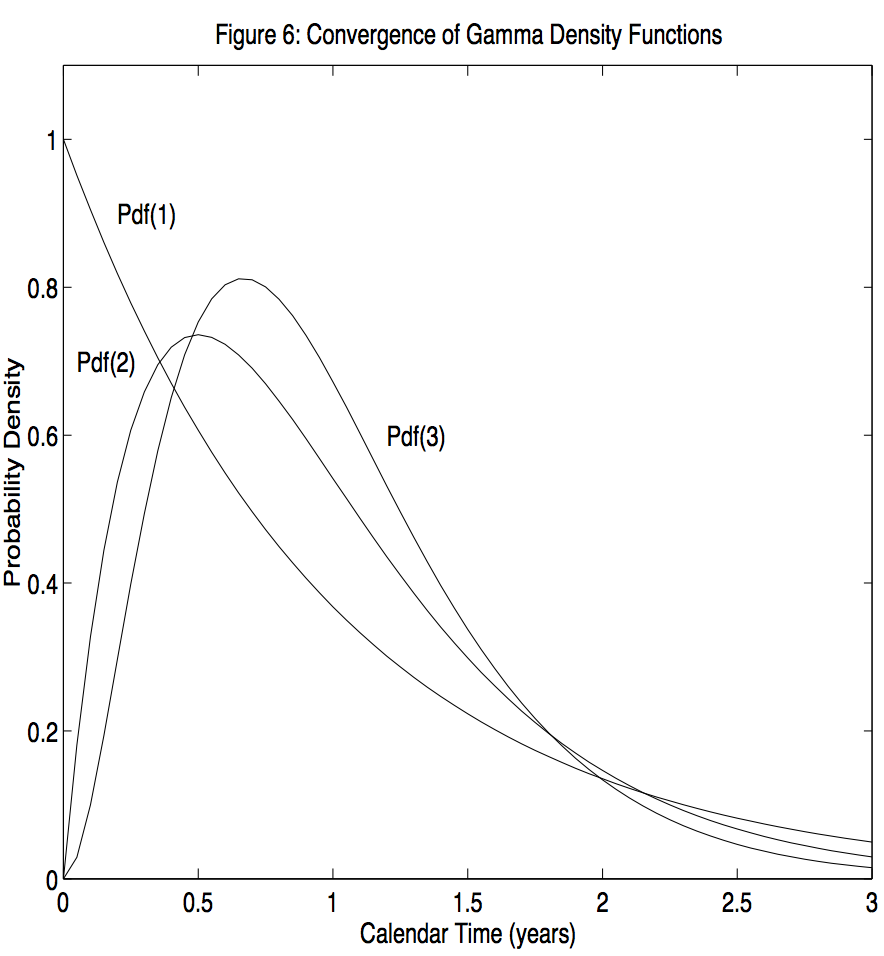 Figure 6: Convergence of Gamma Density Functions
Probability Density
1
0.8
0.6
0.4
0.2
0
Pdf(1)
Pdf(2)
Pdf(3)
0 0.5 1 1.5 2 2.5 3
Calendar Time (years)